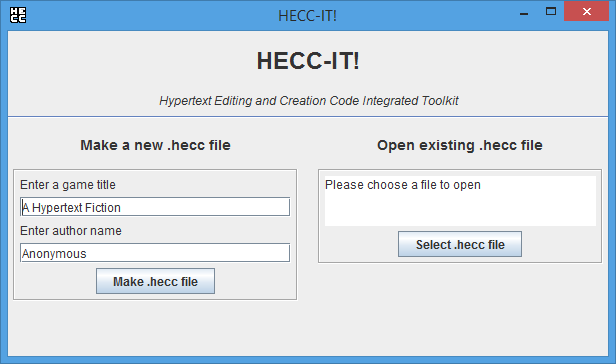 HE
CC
HECC-IT!
HECC-IT!
Hypertext Editing and Creation Code Integrated Toolkit
Make a new .hecc file
Enter a game title
A Hypertext Fiction
Enter author name
Anonymous
Make .hecc file
Open existing .hecc file
Please choose a file to open
Select .hecc file